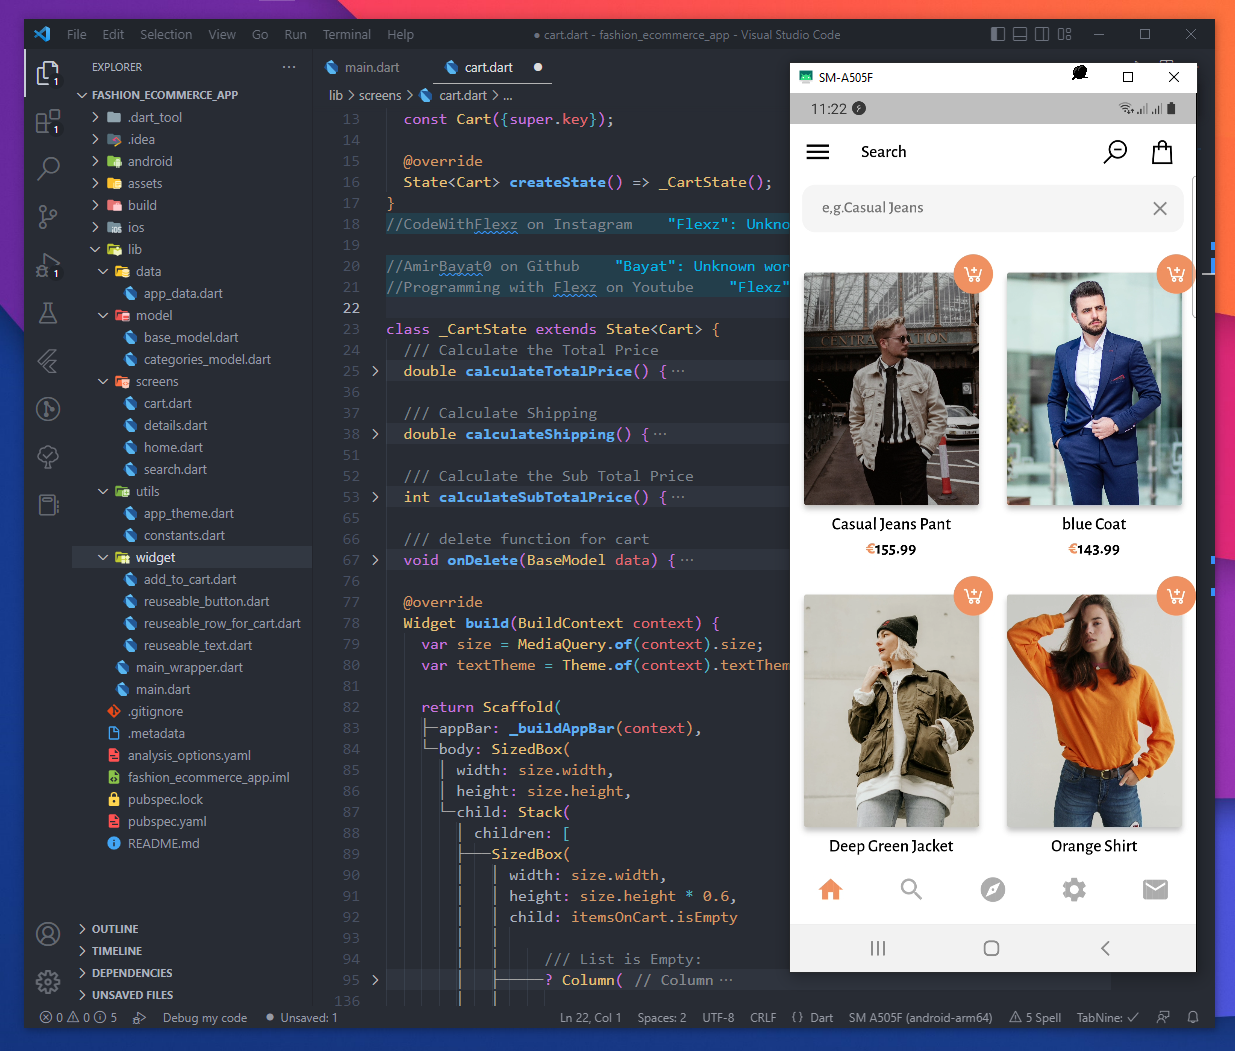 File Edit Selection View Go Run Terminal Help
● cart.dart - fashion_ecommerce_app - Visual Studio Code
1
1
1
EXPLORER
FASHION_ECOMMERCE_APP
.dart_tool
.idea
android
assets
build
ios
lib
data
app_data.dart
model
base_model.dart
categories_model.dart
screens
cart.dart
details.dart
home.dart
search.dart
utils
app_theme.dart
constants.dart
widget
add_to_cart.dart
reuseable_button.dart
reuseable_row_for_cart.dart
reuseable_text.dart
main_wrapper.dart
main.dart
.gitignore
.metadata
analysis_options.yaml
fashion_ecommerce_app.iml
pubspec.lock
pubspec.yaml
README.md
OUTLINE
TIMELINE
DEPENDENCIES
UNSAVED FILES
main.dart
cart.dart
lib > screens > cart.dart > ...
13 const Cart({super.key});
14
15 @override
16 State<Cart> createState() => _CartState();
17 }
18 //CodeWithFlexz on Instagram "Flexz": Unkno
19
20 //AmirBayat0 on Github "Bayat": Unknown wor
21 //Programming with Flexz on Youtube "Flexz"
22
23 class _CartState extends State<Cart> {
24 /// Calculate the Total Price
25 double calculateTotalPrice() { ...
36
37 /// Calculate Shipping
38 double calculateShipping() { ...
51
52 /// Calculate the Sub Total Price
53 int calculateSubTotalPrice() { ...
65
66 /// delete function for cart
67 void onDelete(BaseModel data) { ...
76
77 @override
78 Widget build(BuildContext context) {
79 var size = MediaQuery.of(context).size;
80 var textTheme = Theme.of(context).textThem
81
82 return Scaffold(
83 appBar: _buildAppBar(context),
84 body: SizedBox(
85 width: size.width,
86 height: size.height,
87 child: Stack(
88 children: [
89 SizedBox(
90 width: size.width,
91 height: size.height * 0.6,
92 child: itemsOnCart.isEmpty
93
94 /// List is Empty:
95 ? Column( // Column ...
136
SM-A505F
11:22
Search
e,g.Casual Jeans
CENTRAL STATION
Casual Jeans Pant
€155.99
blue Coat
€143.99
Deep Green Jacket
Orange Shirt
0 0 5 Debug my code ● Unsaved: 1 Ln 22, Col 1 Spaces: 2 UTF-8 CRLF {} Dart SM A505F (android-arm64) 5 Spell TabNine: ✓